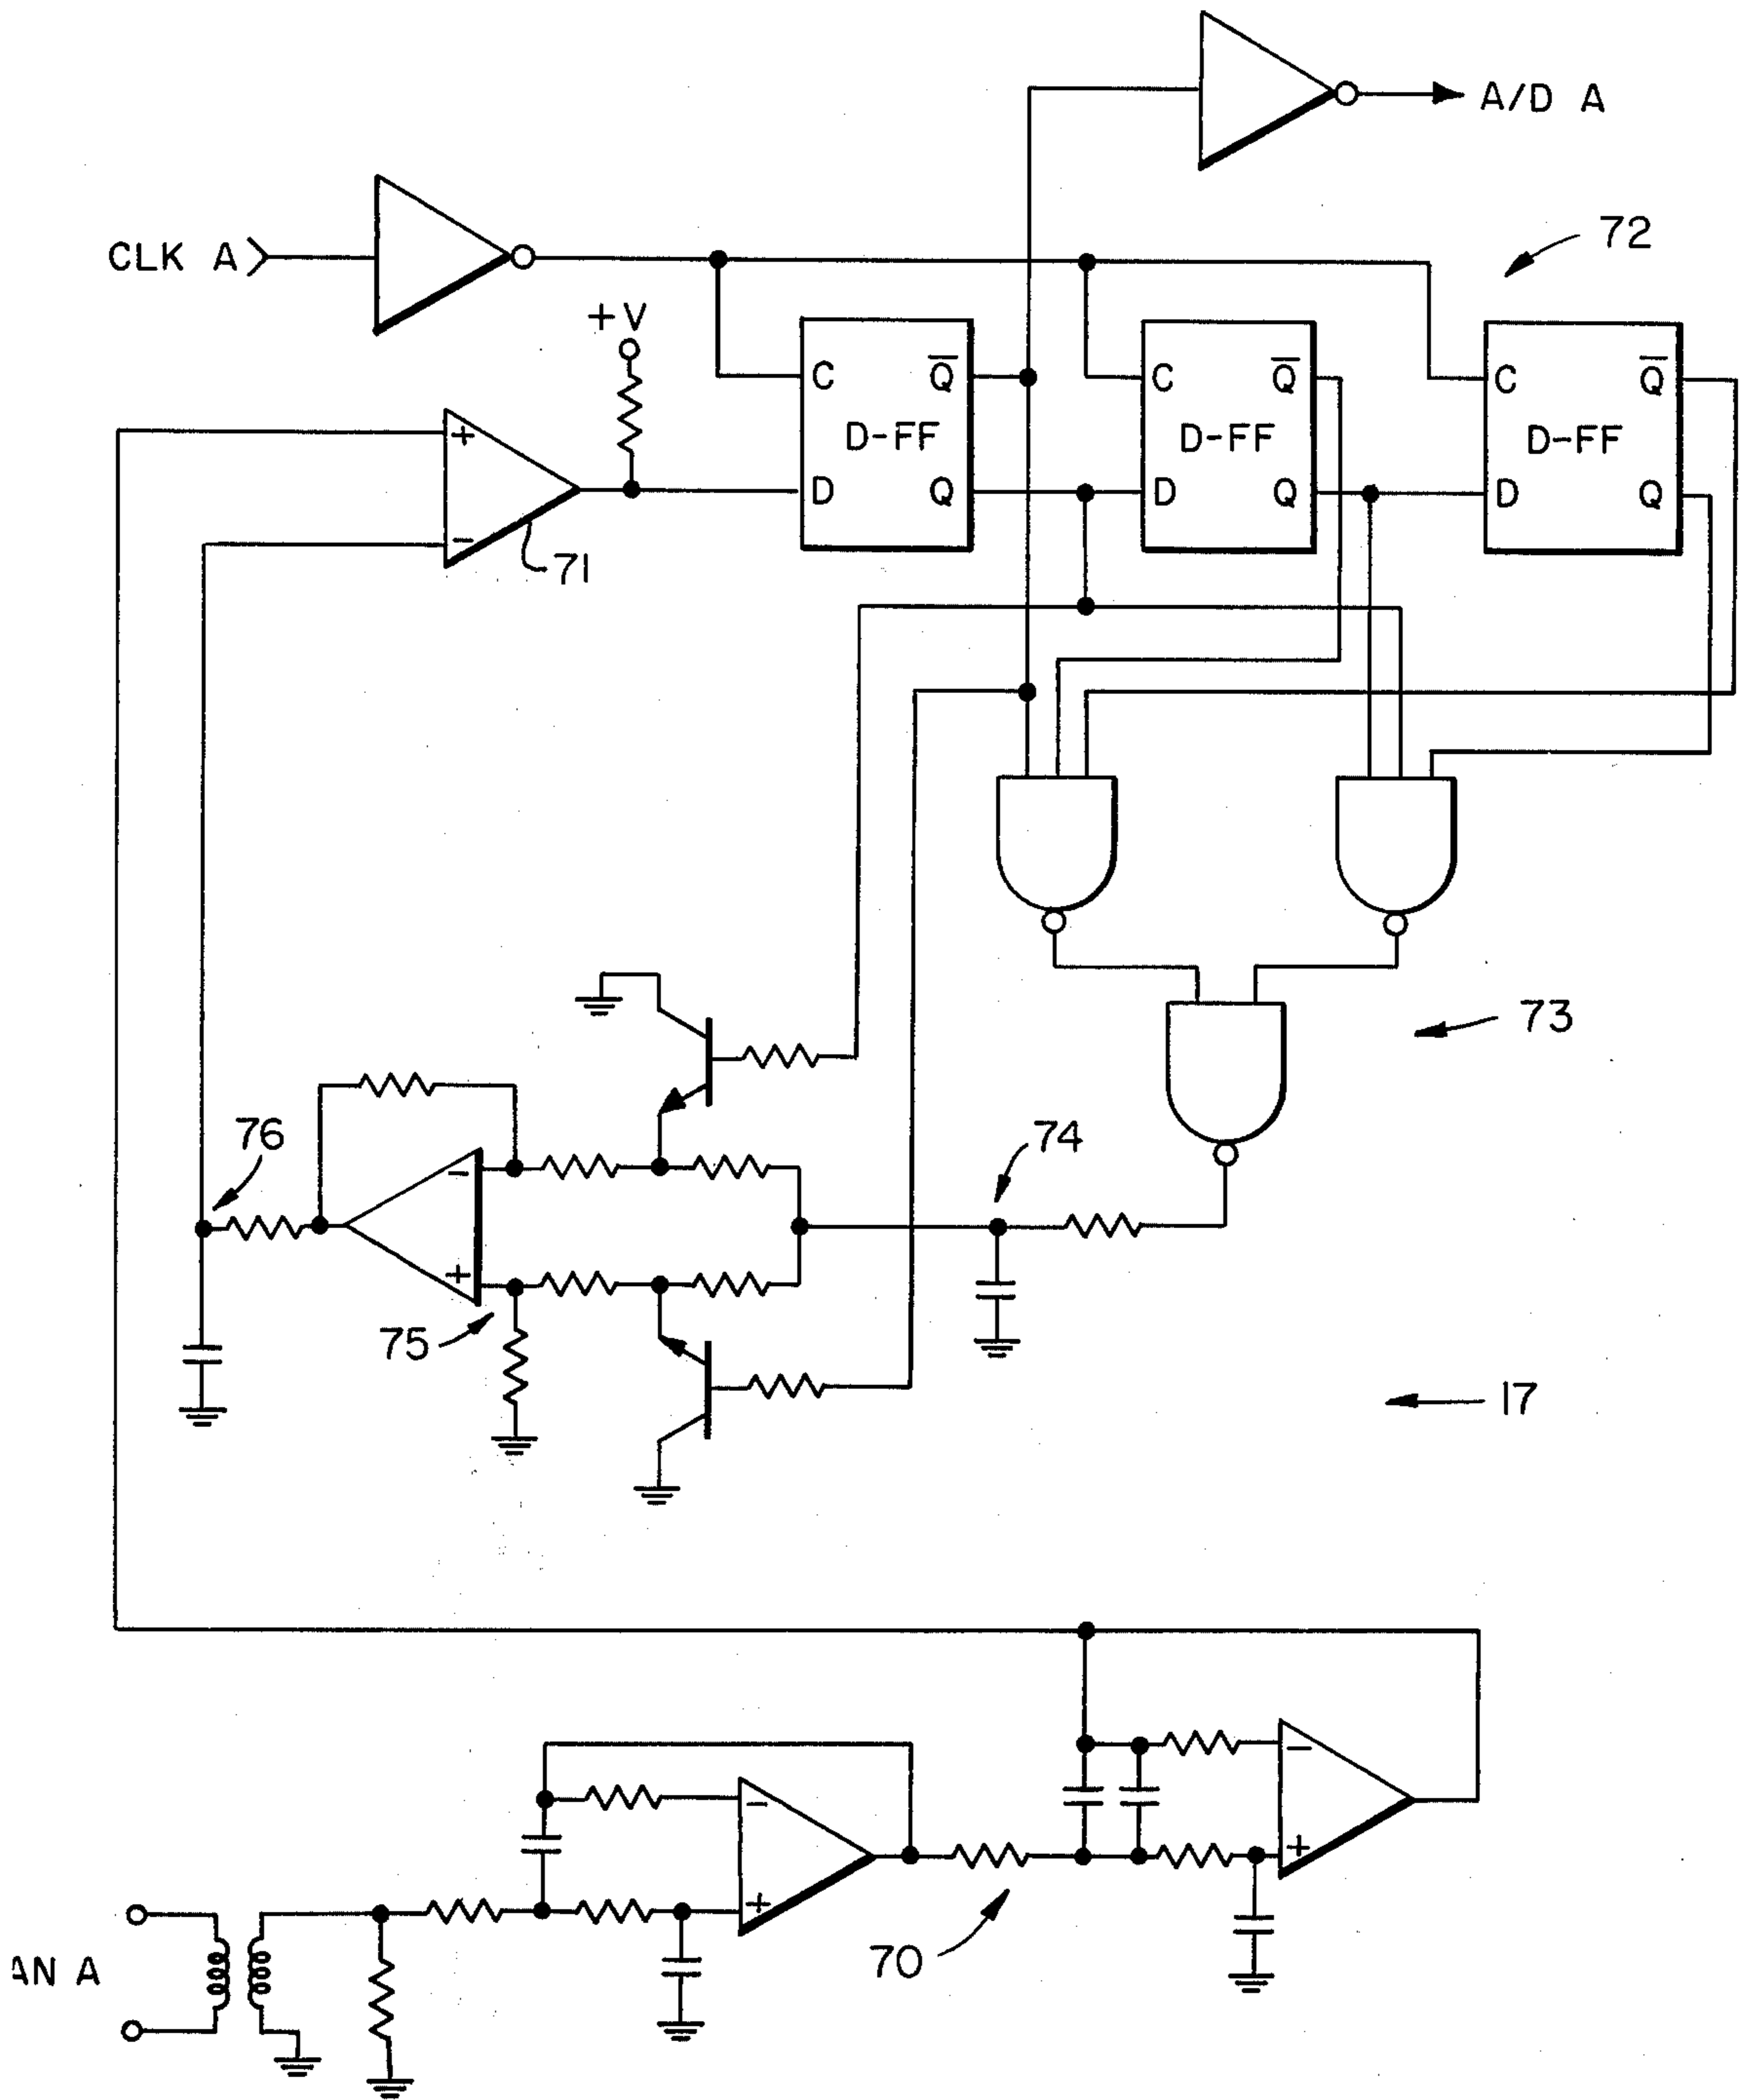 A/D A
72
CLK A
+V
C Q̅
D-FF
D Q
C Q̅
D-FF
D Q
C Q̅
D-FF
D Q
+
-
71
73
76
74
-
+
75
17
-
+
-
+
70
AN A